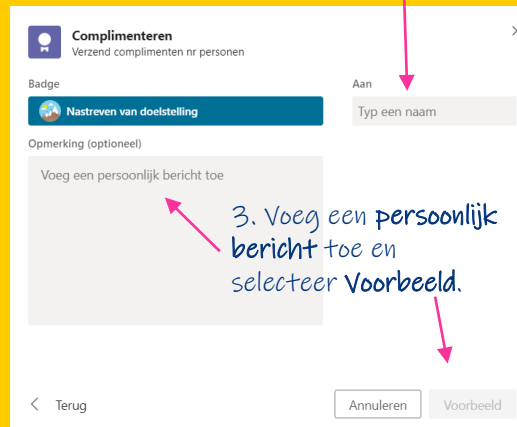 Complimenteren
Verzend complimenten nr personen
Badge
Aan
Nastreven van doelstelling
Typ een naam
Opmerking (optioneel)
Voeg een persoonlijk bericht toe
3. Voeg een persoonlijk
bericht toe en
selecteer Voorbeeld.
Terug
Annuleren
Voorbeeld